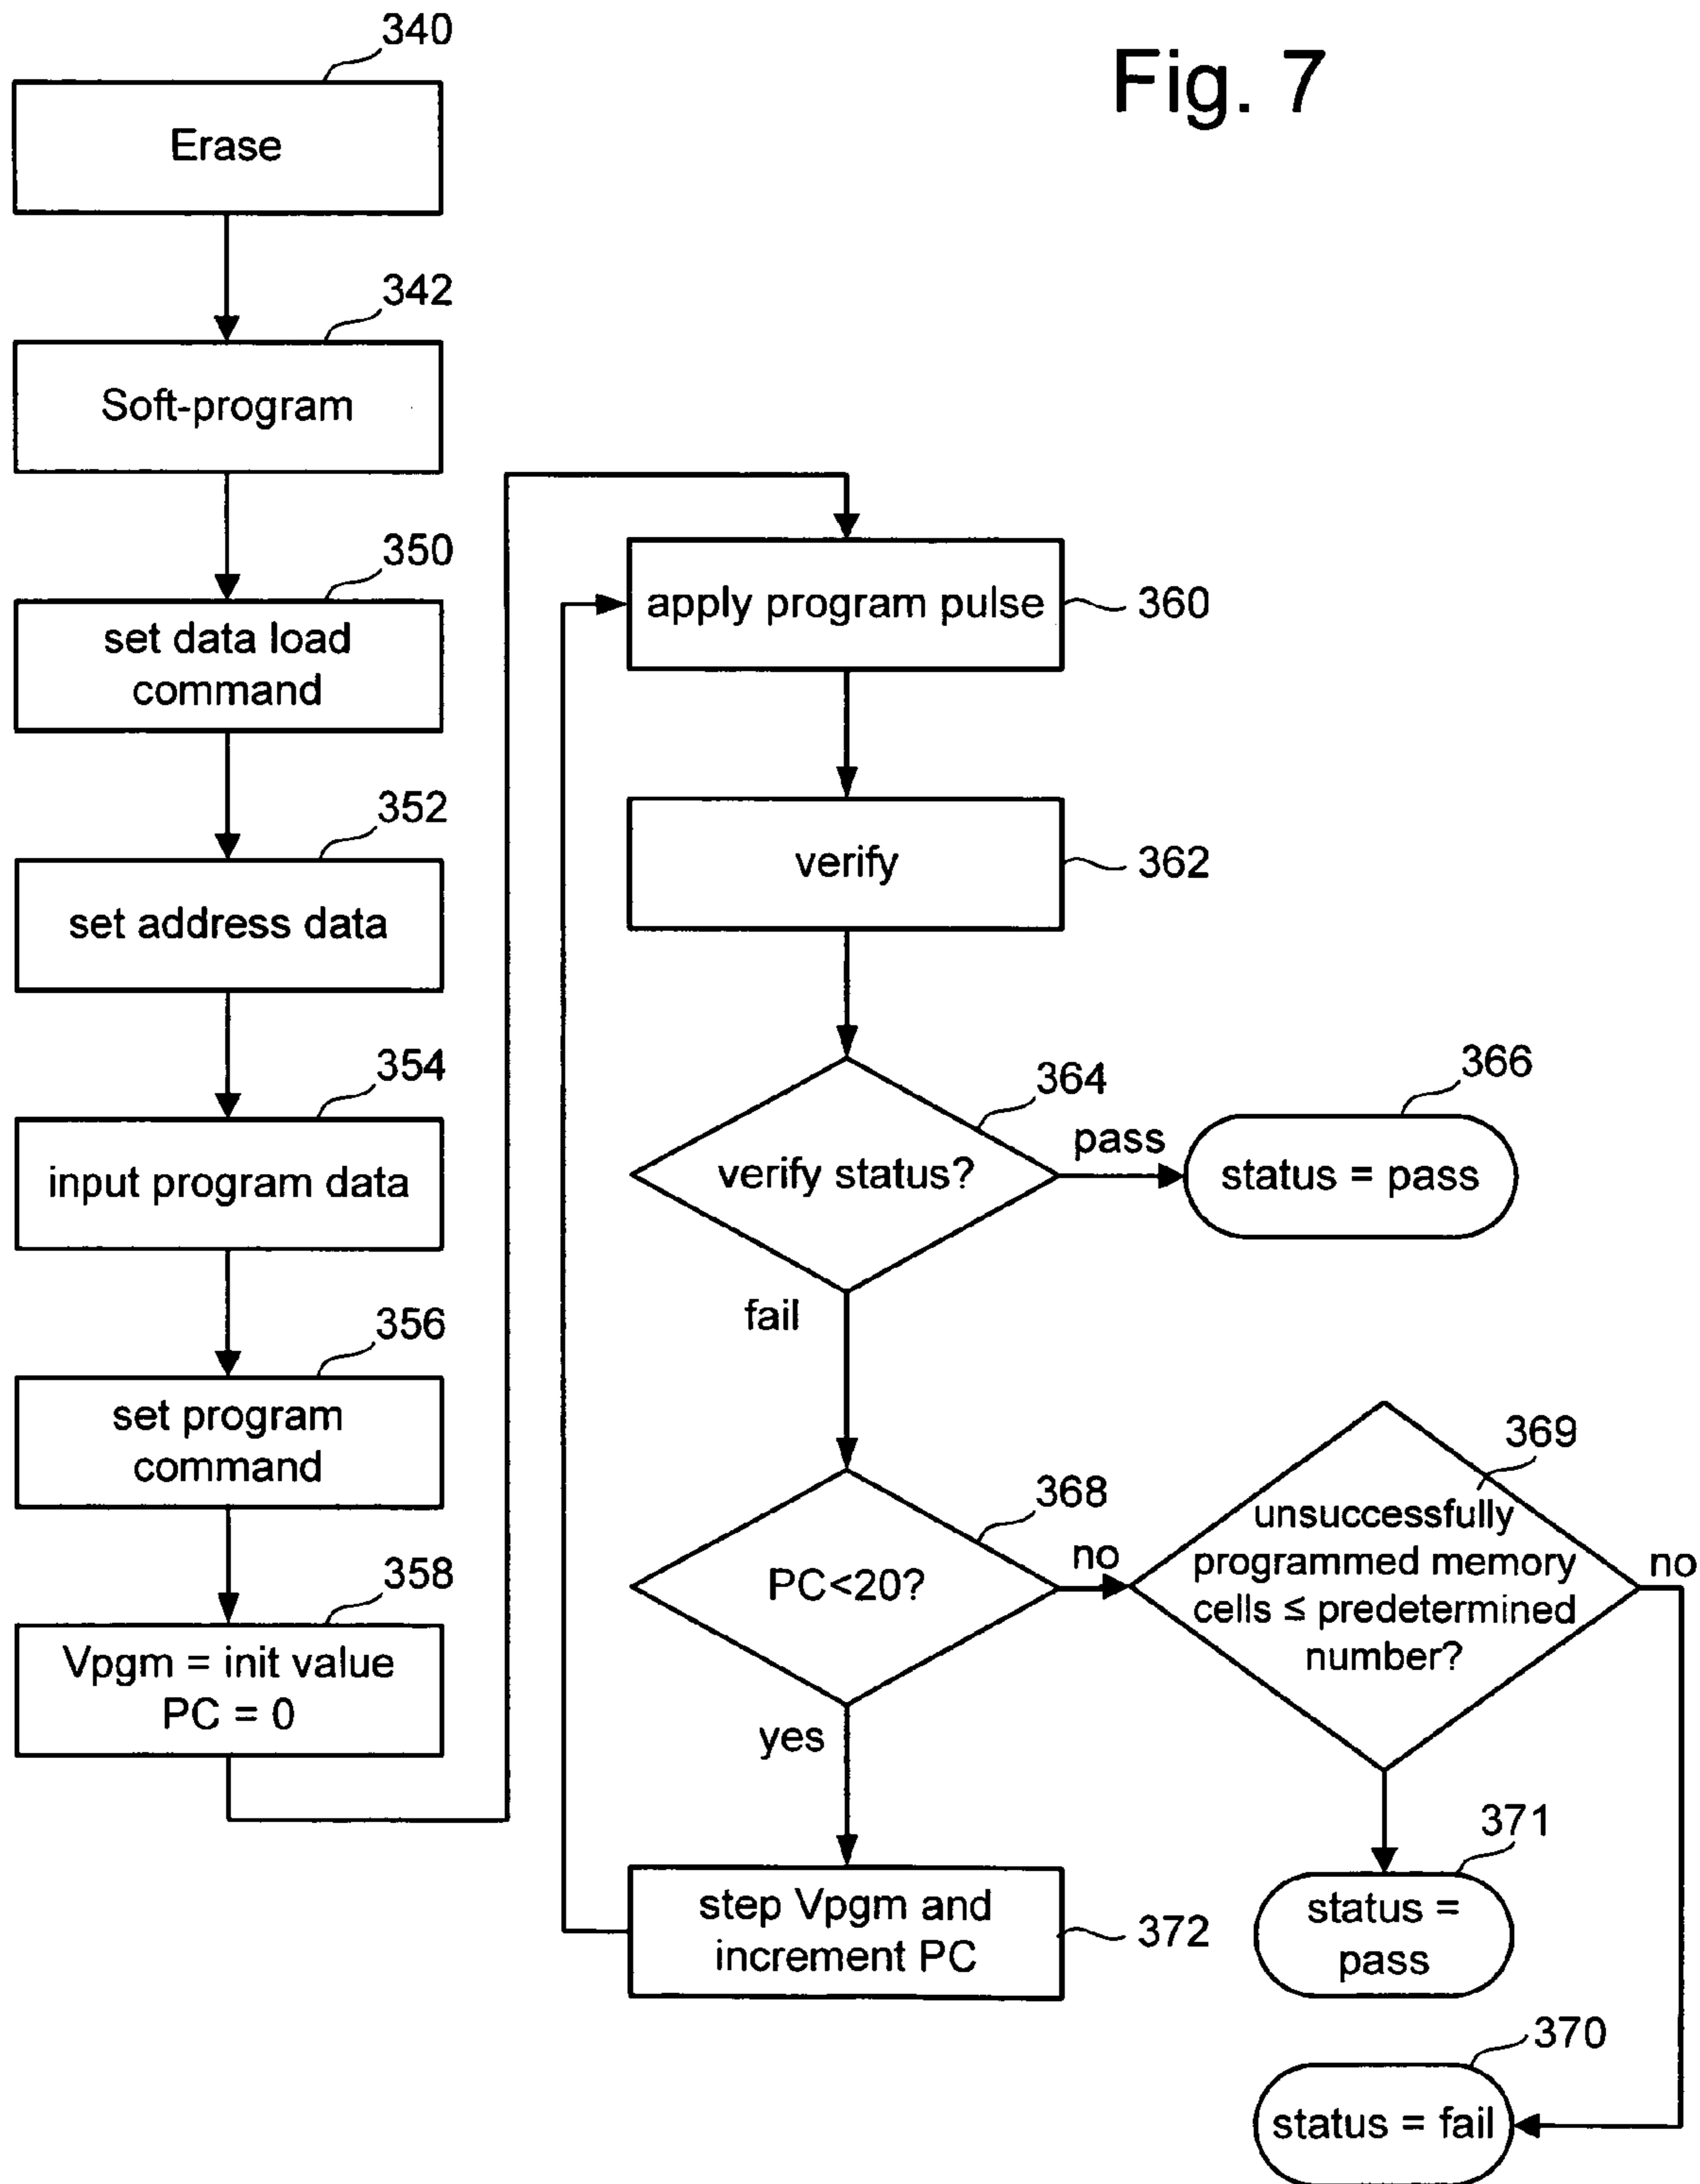 Fig. 7
340
Erase
342
Soft-program
350
set data load
command
352
set address data
354
input program data
356
set program
command
358
Vpgm = init value
PC = 0
apply program pulse
360
verify
362
364
verify status?
pass
366
status = pass
fail
368
PC<20?
no
369
unsuccessfully
programmed memory
cells ≤ predetermined
number?
no
yes
step Vpgm and
increment PC
372
371
status =
pass
370
status = fail